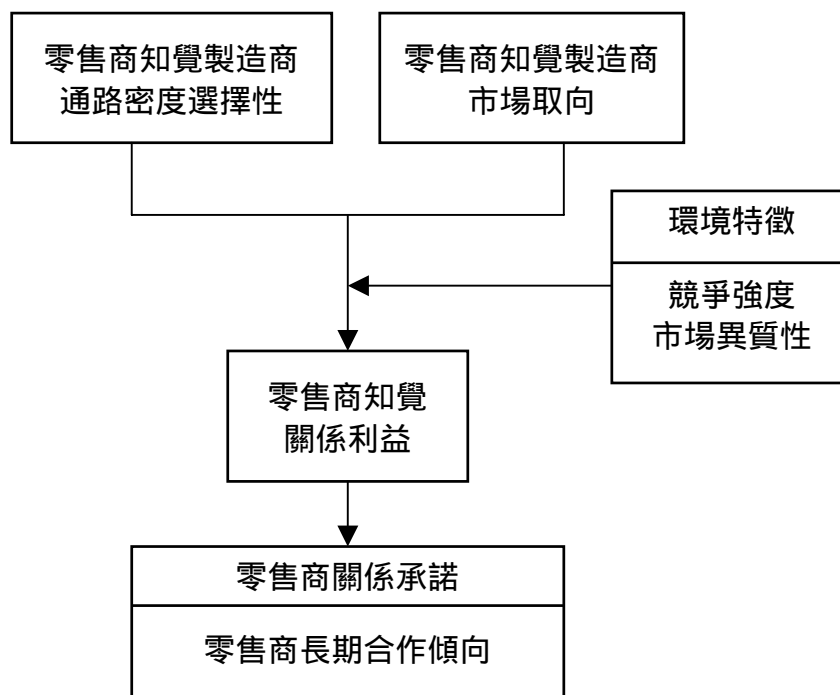 零售商知覺製造商
通路密度選擇性
零售商知覺製造商
市場取向
環境特徵
競爭強度
市場異質性
零售商知覺
關係利益
零售商關係承諾
零售商長期合作傾向